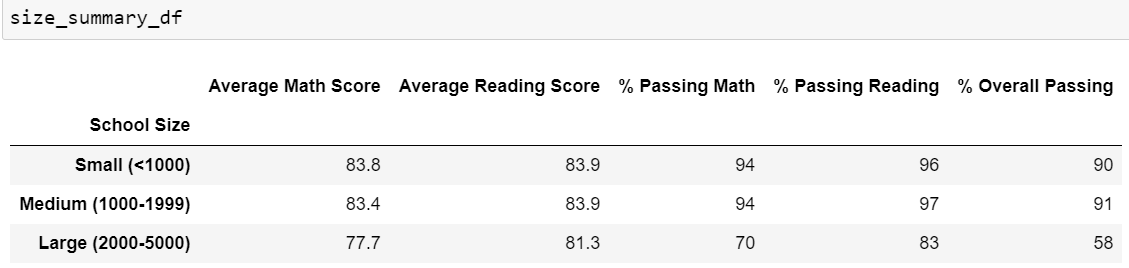 size_summary_df
Average Math Score Average Reading Score % Passing Math % Passing Reading % Overall Passing
School Size
Small (<1000) 83.8 83.9 94 96 90
Medium (1000-1999) 83.4 83.9 94 97 91
Large (2000-5000) 77.7 81.3 70 83 58